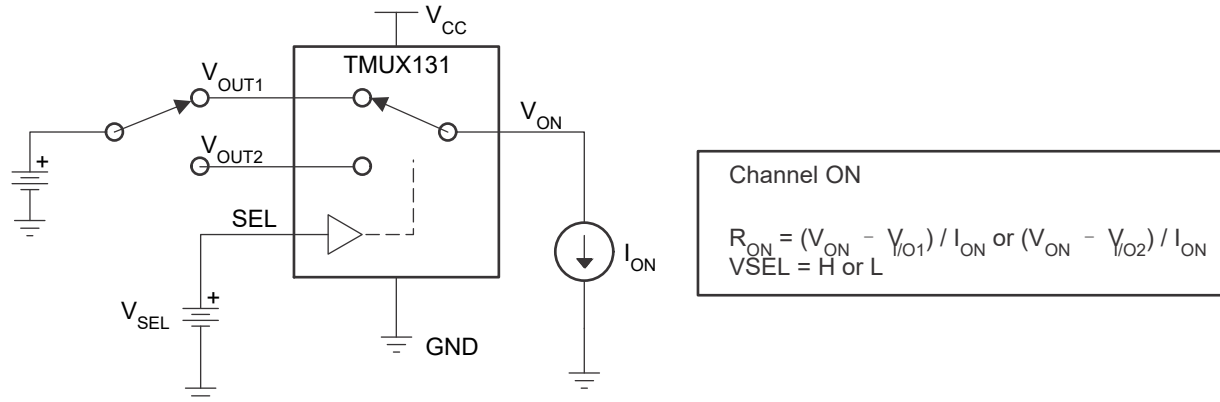 V_CC
TMUX131
V_OUT1
V_ON
+
V_OUT2
SEL
I_ON
+
V_SEL
GND
Channel ON
R_ON = (V_ON – V_I/O1) / I_ON or (V_ON – V_I/O2) / I_ON
VSEL = H or L